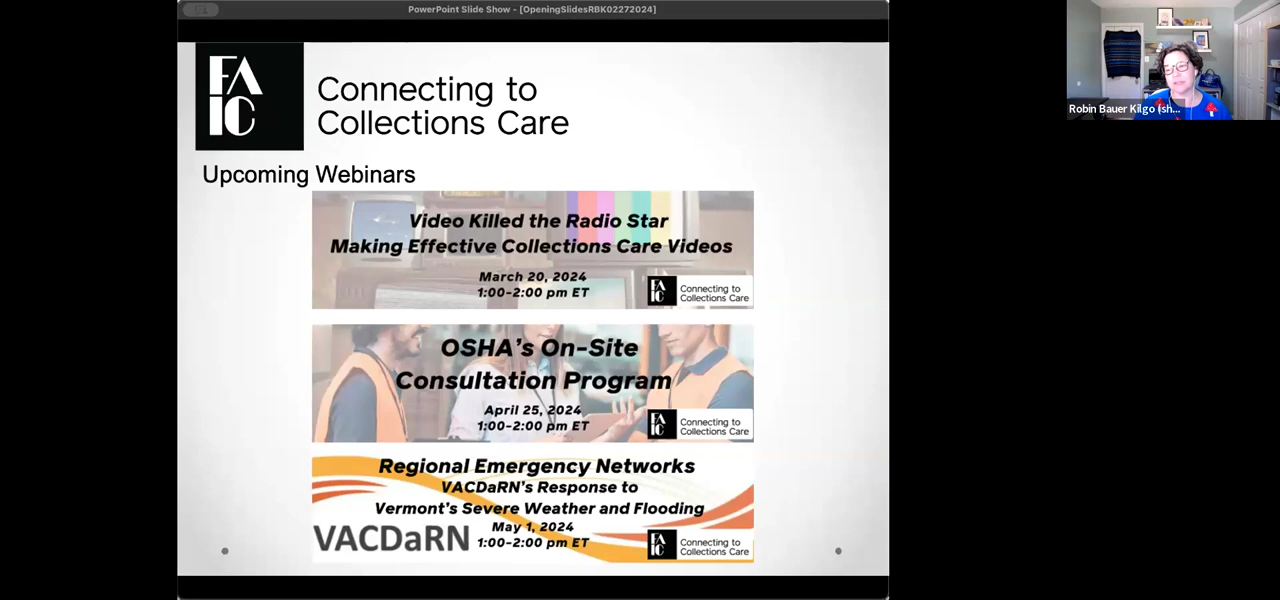 PowerPoint Slide Show - [OpeningSlidesRBK02272024]
FA
IC
Connecting to
Collections Care
Robin Bauer Kilgo (sh...
Upcoming Webinars
Video Killed the Radio Star
Making Effective Collections Care Videos
March 20, 2024
1:00-2:00 pm ET
FA
IC
Connecting to
Collections Care
OSHA's On-Site
Consultation Program
April 25, 2024
1:00-2:00 pm ET
FA
IC
Connecting to
Collections Care
Regional Emergency Networks
VACDaRN's Response to
Vermont's Severe Weather and Flooding
May 1, 2024
VACDaRN
1:00-2:00 pm ET
FA
IC
Connecting to
Collections Care